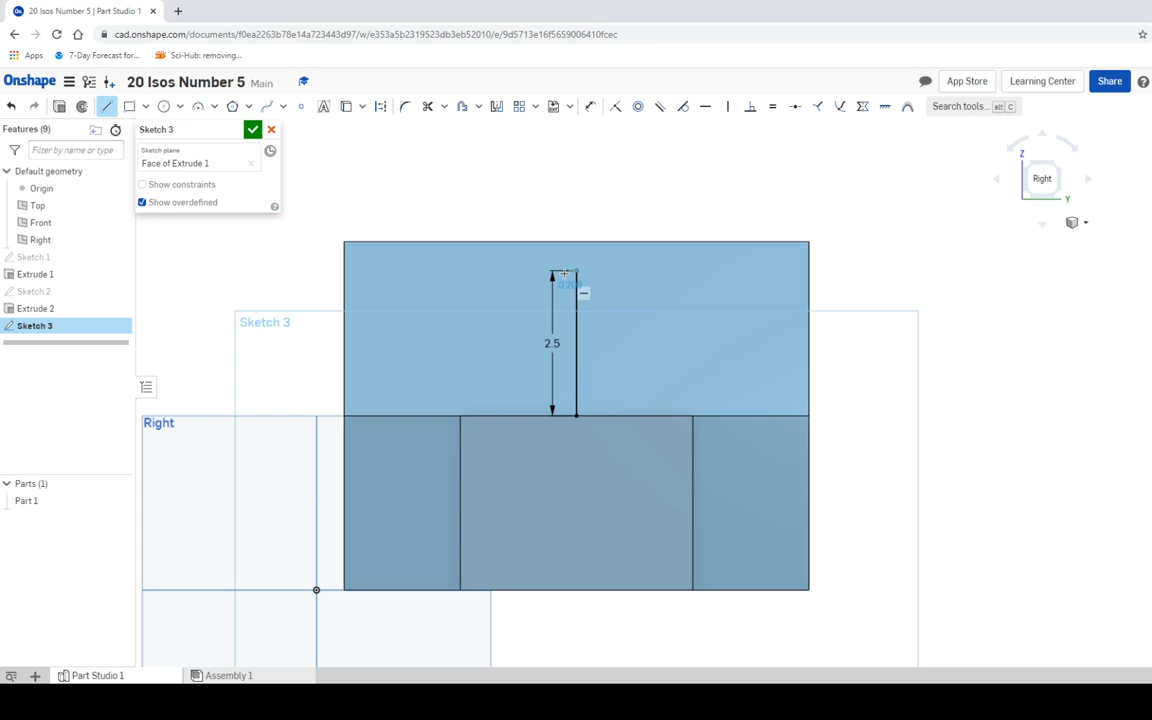 20 Isos Number 5 | Part Studio 1
cad.onshape.com/documents/f0ea2263b78e14a723443d97/w/e353a5b2319523db3eb52010/e/9d5713e16f5659006410fcec
Apps
7-Day Forecast for...
Sci-Hub: removing...
Onshape
20 Isos Number 5
Main
App Store
Learning Center
Share
Search tools...
alt
C
Features (9)
Sketch 3
Filter by name or type
Sketch plane
Face of Extrude 1
Default geometry
Origin
Top
Front
Right
Show constraints
Show overdefined
Sketch 1
Extrude 1
Sketch 2
Extrude 2
Sketch 3
Parts (1)
Part 1
Z
Right
Y
Sketch 3
2.5
Right
Part Studio 1
Assembly 1